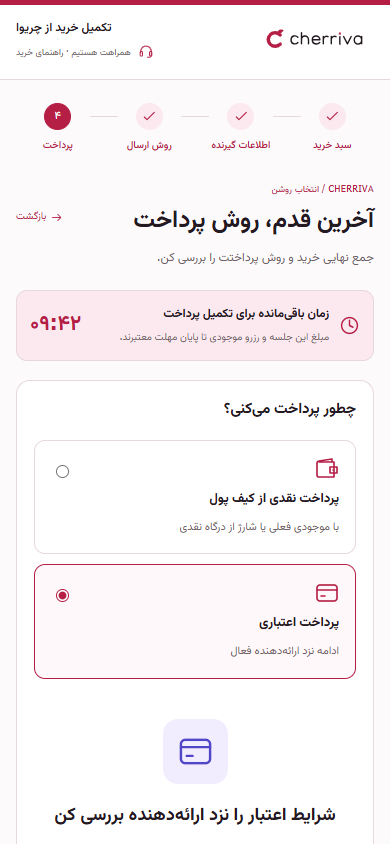 cherriva
تکمیل خرید از چریوا
همراهت هستیم · راهنمای خرید
سبد خرید
اطلاعات گیرنده
روش ارسال
۴
پرداخت
CHERRIVA / انتخاب روشن
آخرین قدم، روش پرداخت
بازگشت
جمع نهایی خرید و روش پرداختت را بررسی کن.
زمان باقی‌مانده برای تکمیل پرداخت
مبلغ این جلسه و رزرو موجودی تا پایان مهلت معتبرند.
۰۹:۴۲
چطور پرداخت می‌کنی؟
پرداخت نقدی از کیف پول
با موجودی فعلی یا شارژ از درگاه نقدی
پرداخت اعتباری
ادامه نزد ارائه‌دهنده فعال
شرایط اعتبار را نزد ارائه‌دهنده بررسی کن